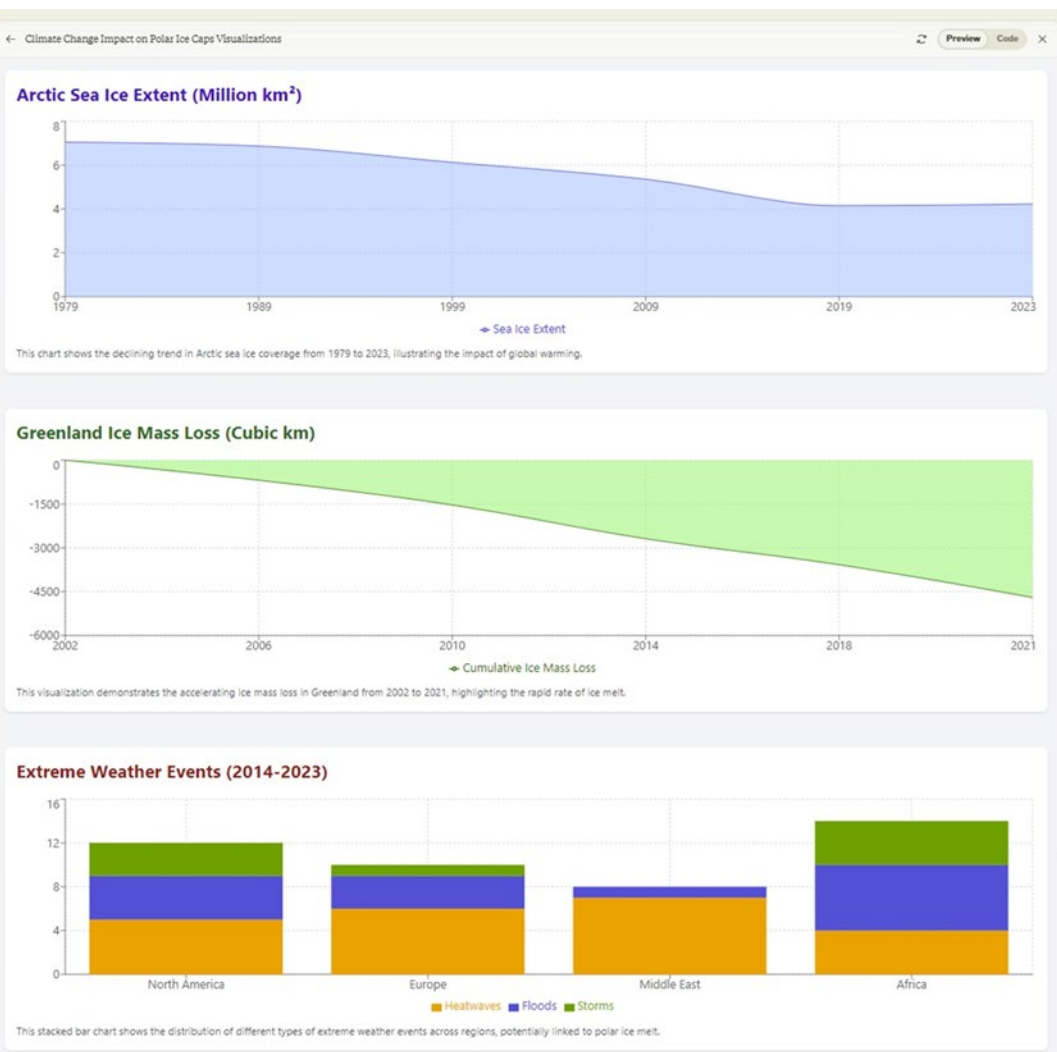 ← Climate Change Impact on Polar Ice Caps Visualizations
Preview Code ×
Arctic Sea Ice Extent (Million km²)
8
6
4
2
0
1979 1989 1999 2009 2019 2023
Sea Ice Extent
This chart shows the declining trend in Arctic sea ice coverage from 1979 to 2023, illustrating the impact of global warming.
Greenland Ice Mass Loss (Cubic km)
0
-1500
-3000
-4500
-6000
2002 2006 2010 2014 2018 2021
Cumulative Ice Mass Loss
This visualization demonstrates the accelerating ice mass loss in Greenland from 2002 to 2021, highlighting the rapid rate of ice melt.
Extreme Weather Events (2014-2023)
16
12
8
4
0
North America Europe Middle East Africa
Heatwaves Floods Storms
This stacked bar chart shows the distribution of different types of extreme weather events across regions, potentially linked to polar ice melt.